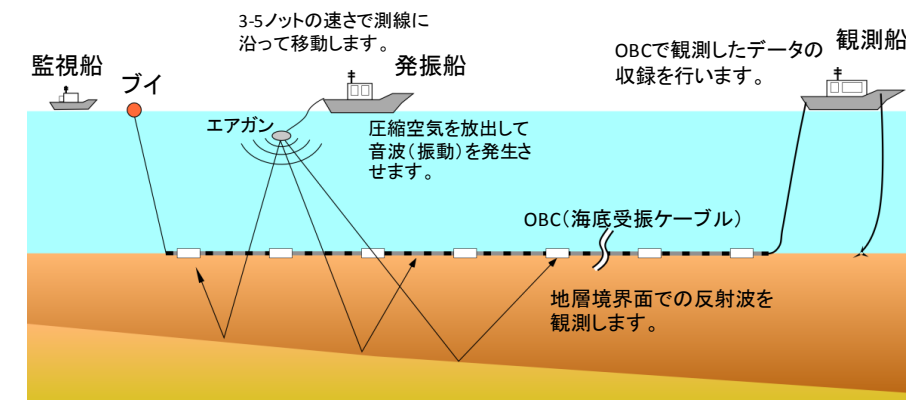 3-5ノットの速さで測線に
沿って移動します。
監視船
ブイ
発振船
OBCで観測したデータの
収録を行います。
観測船
エアガン
圧縮空気を放出して
音波（振動）を発生さ
せます。
OBC（海底受振ケーブル）
地層境界面での反射波を
観測します。